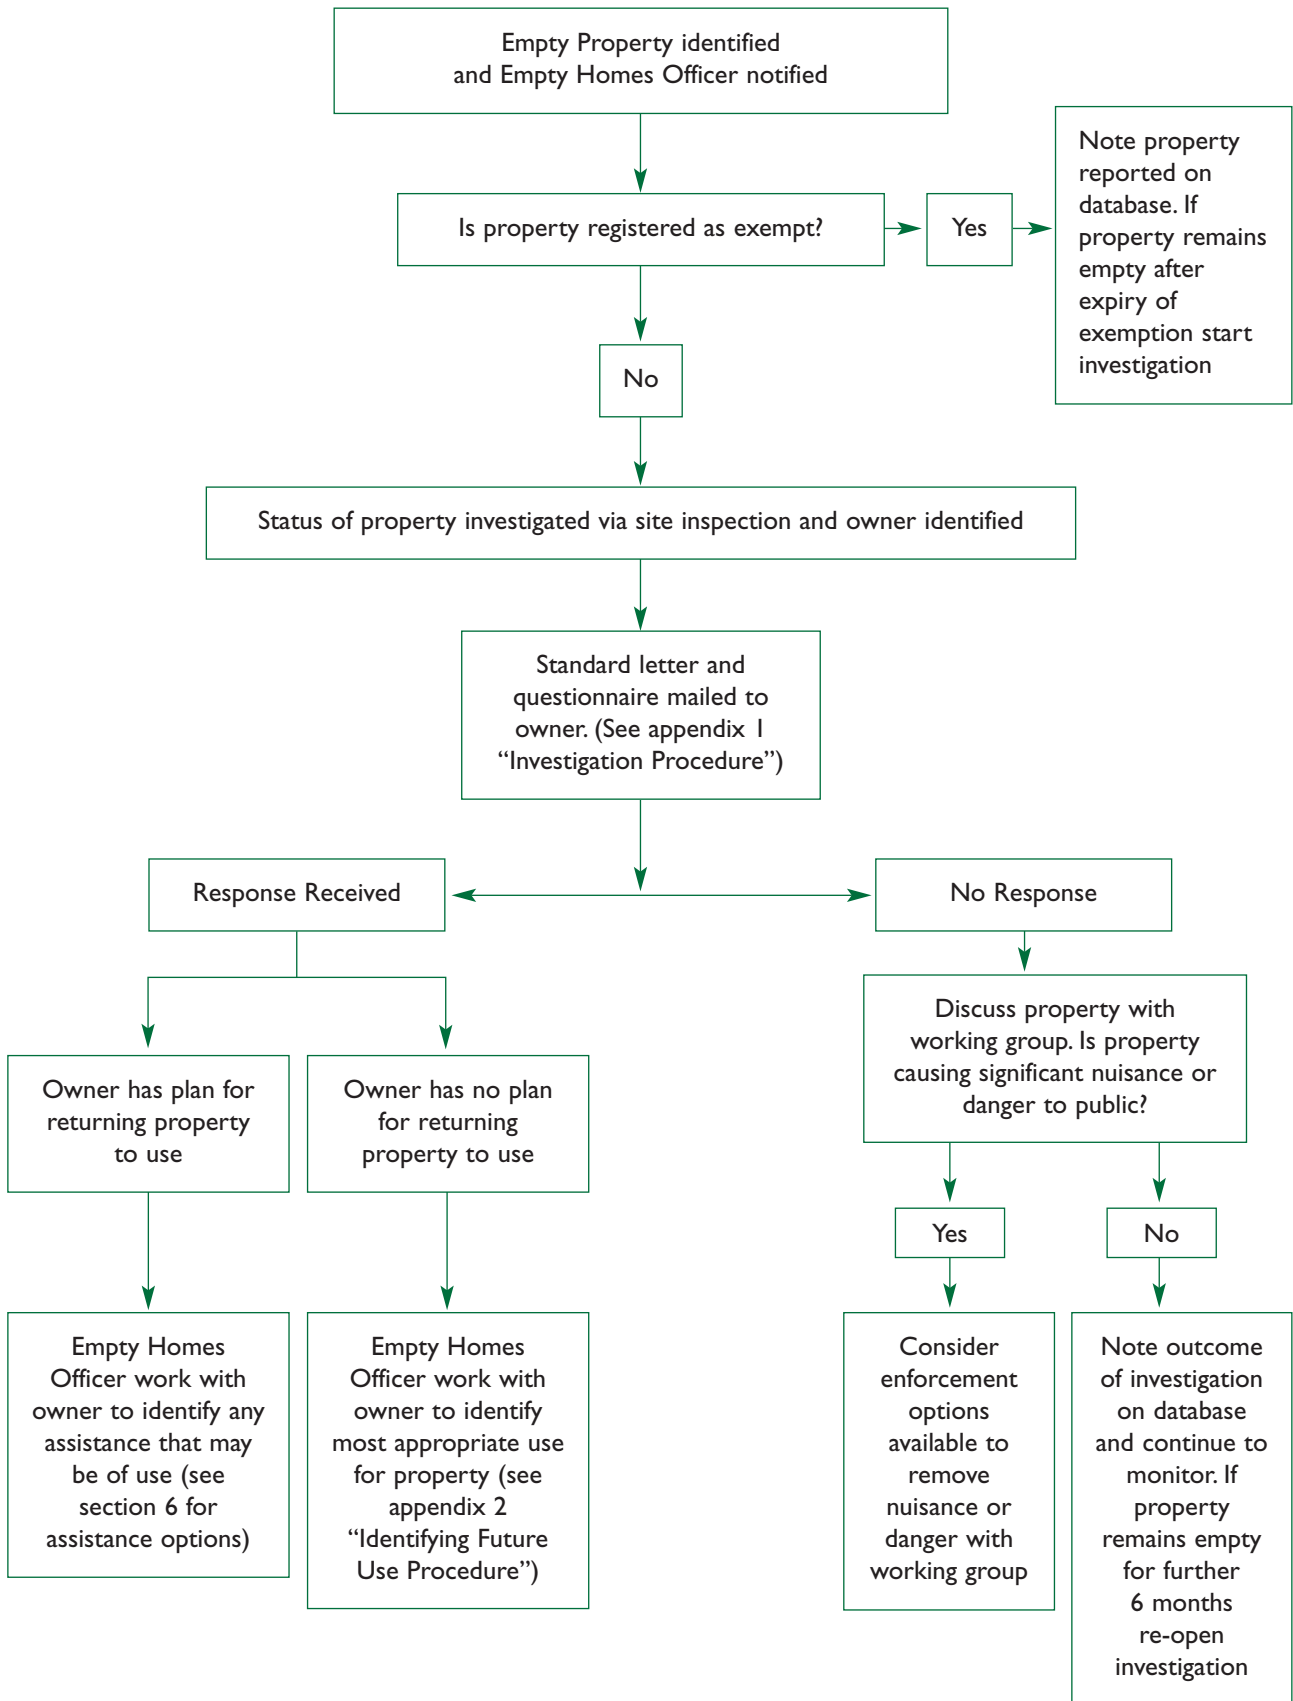 Empty Property identified
and Empty Homes Officer notified
Is property registered as exempt?
Yes
Note property
reported on
database. If
property remains
empty after
expiry of
exemption start
investigation
No
Status of property investigated via site inspection and owner identified
Standard letter and
questionnaire mailed to
owner. (See appendix 1
“Investigation Procedure”)
Response Received
No Response
Owner has plan for
returning property
to use
Owner has no plan
for returning
property to use
Discuss property with
working group. Is property
causing significant nuisance or
danger to public?
Yes
No
Empty Homes
Officer work with
owner to identify any
assistance that may
be of use (see
section 6 for
assistance options)
Empty Homes
Officer work with
owner to identify
most appropriate use
for property (see
appendix 2
“Identifying Future
Use Procedure”)
Consider
enforcement
options
available to
remove
nuisance or
danger with
working group
Note outcome
of investigation
on database
and continue to
monitor. If
property
remains empty
for further
6 months
re-open
investigation